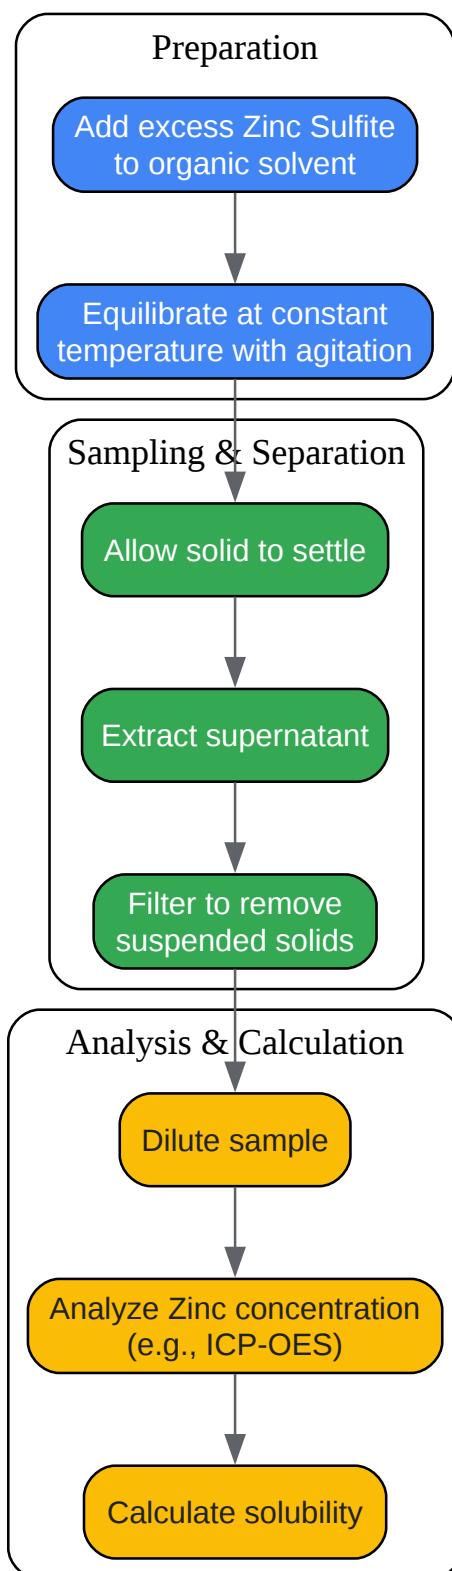 Preparation
Add excess Zinc Sulfite
to organic solvent
Equilibrate at constant
temperature with agitation
Sampling & Separation
Allow solid to settle
Extract supernatant
Filter to remove
suspended solids
Analysis & Calculation
Dilute sample
Analyze Zinc concentration
(e.g., ICP-OES)
Calculate solubility